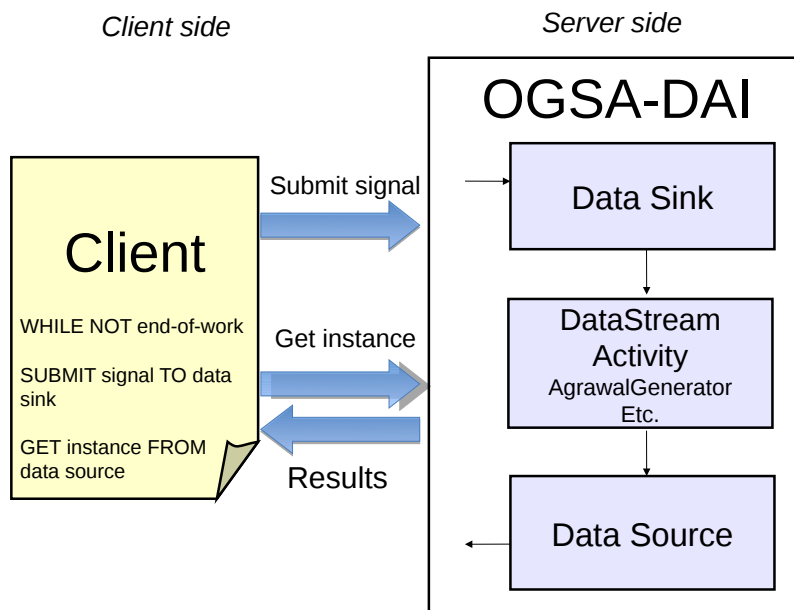 Client side
Server side
OGSA-DAI
Submit signal
Data Sink
Client
WHILE NOT end-of-work
SUBMIT signal TO data
sink
GET instance FROM
data source
Get instance
Results
DataStream
Activity
AgrawalGenerator
Etc.
Data Source